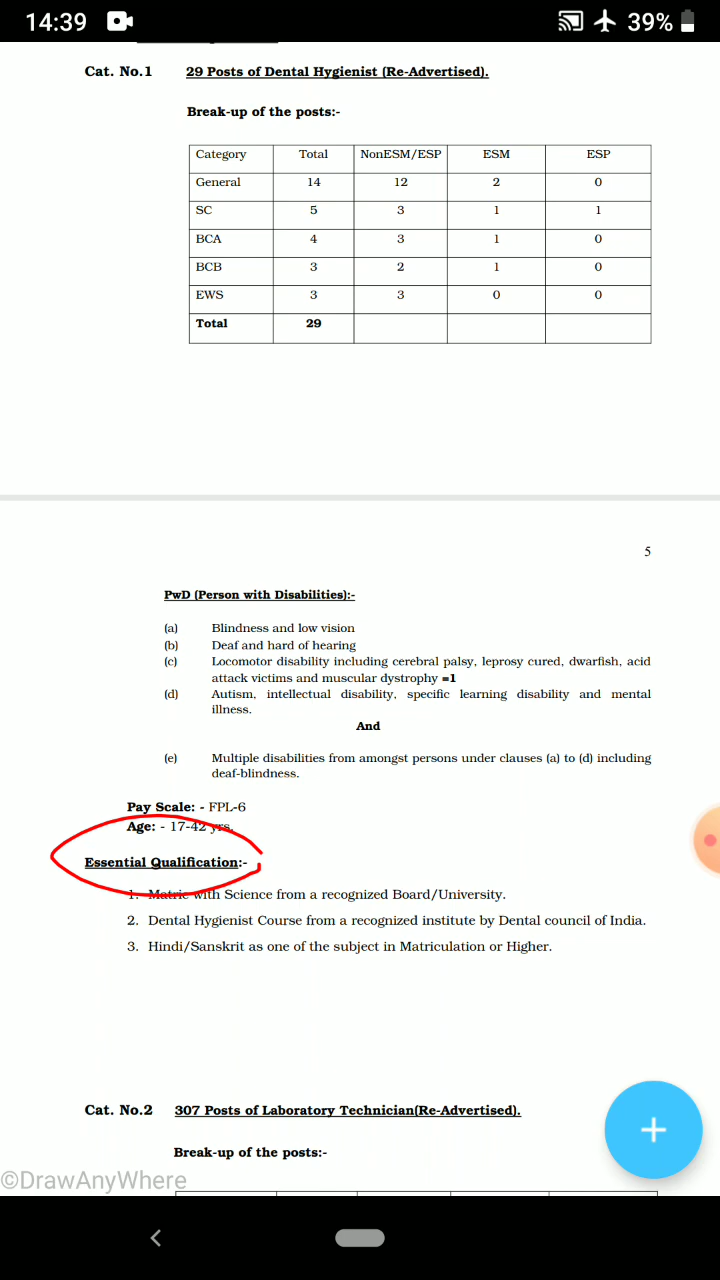 14:39 39%
Cat. No.1 29 Posts of Dental Hygienist (Re-Advertised).
Break-up of the posts:-
Category Total NonESM/ESP ESM ESP
General 14 12 2 0
SC 5 3 1 1
BCA 4 3 1 0
BCB 3 2 1 0
EWS 3 3 0 0
Total 29
5
PwD (Person with Disabilities):-
(a) Blindness and low vision
(b) Deaf and hard of hearing
(c) Locomotor disability including cerebral palsy, leprosy cured, dwarfish, acid
attack victims and muscular dystrophy =1
(d) Autism, intellectual disability, specific learning disability and mental
illness.
And
(e) Multiple disabilities from amongst persons under clauses (a) to (d) including
deaf-blindness.
Pay Scale: - FPL-6
Age: - 17-42 yrs.
Essential Qualification:-
1. Matric with Science from a recognized Board/University.
2. Dental Hygienist Course from a recognized institute by Dental council of India.
3. Hindi/Sanskrit as one of the subject in Matriculation or Higher.
Cat. No.2 307 Posts of Laboratory Technician(Re-Advertised).
Break-up of the posts:-
©DrawAnyWhere